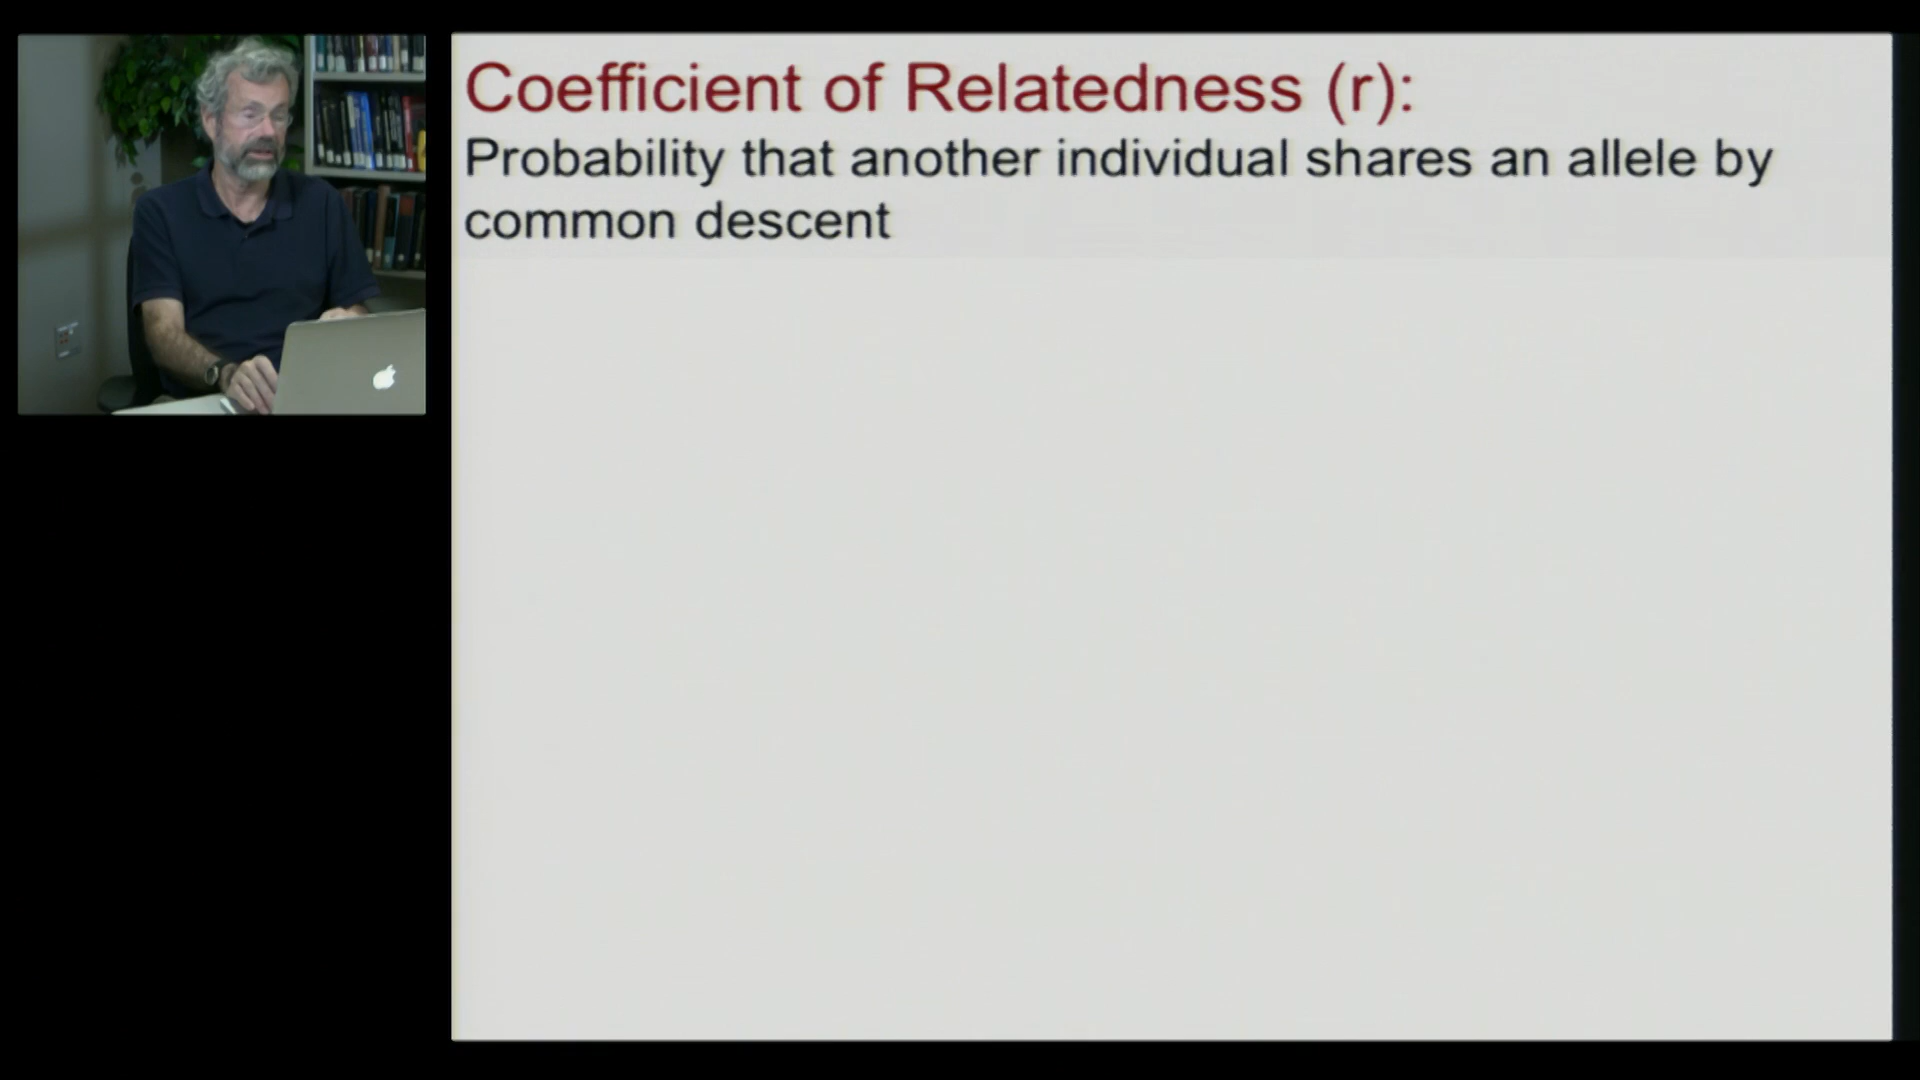 Coefficient of Relatedness (r):
Probability that another individual shares an allele by
common descent